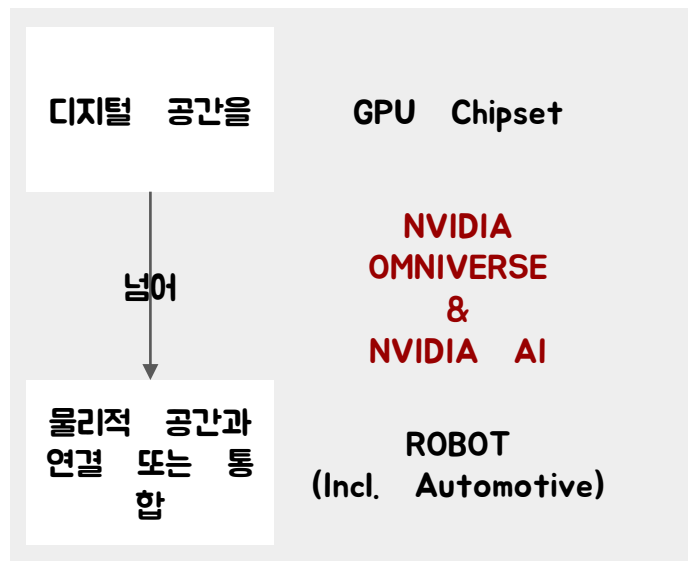 디지털 공간을
GPU Chipset
넘어
NVIDIA
OMNIVERSE
&
NVIDIA AI
물리적 공간과
연결 또는 통
합
ROBOT
(Incl. Automotive)